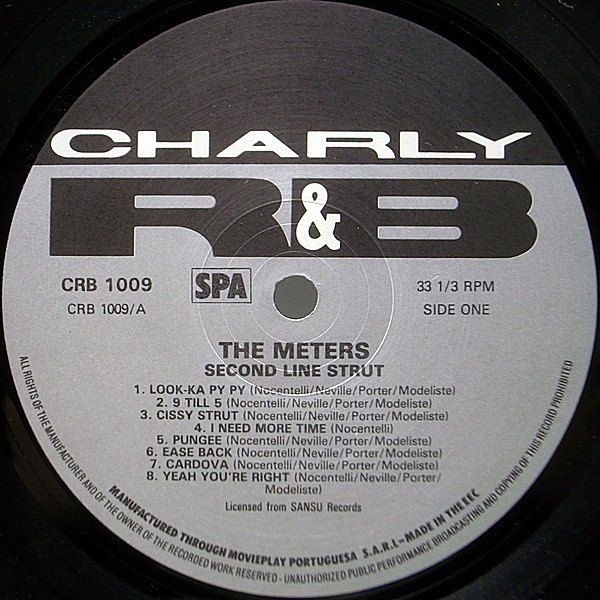 CHARLY
R&B
CRB 1009 SPA 33 1/3 RPM
CRB 1009/A SIDE ONE
THE METERS
SECOND LINE STRUT
1. LOOK-KA PY PY (Nocentelli/Neville/Porter/Modeliste)
2. 9 TILL 5 (Nocentelli/Neville/Porter/Modeliste)
3. CISSY STRUT (Nocentelli/Neville/Porter/Modeliste)
4. I NEED MORE TIME (Nocentelli)
5. PUNGEE (Nocentelli/Neville/Porter/Modeliste)
6. EASE BACK (Nocentelli/Neville/Porter/Modeliste)
7. CARDOVA (Nocentelli/Neville/Porter/Modeliste)
8. YEAH YOU'RE RIGHT (Nocentelli/Neville/Porter/
Modeliste)
Licensed from SANSU Records
MANUFACTURED THROUGH MOVIEPLAY PORTUGUESA S.A.R.L-MADE IN THE EEC
ALL RIGHTS OF THE MANUFACTURER AND OF THE OWNER OF THE RECORDED WORK RESERVED - UNAUTHORIZED PUBLIC PERFORMANCE BROADCASTING AND COPYING OF THIS RECORD PROHIBITED